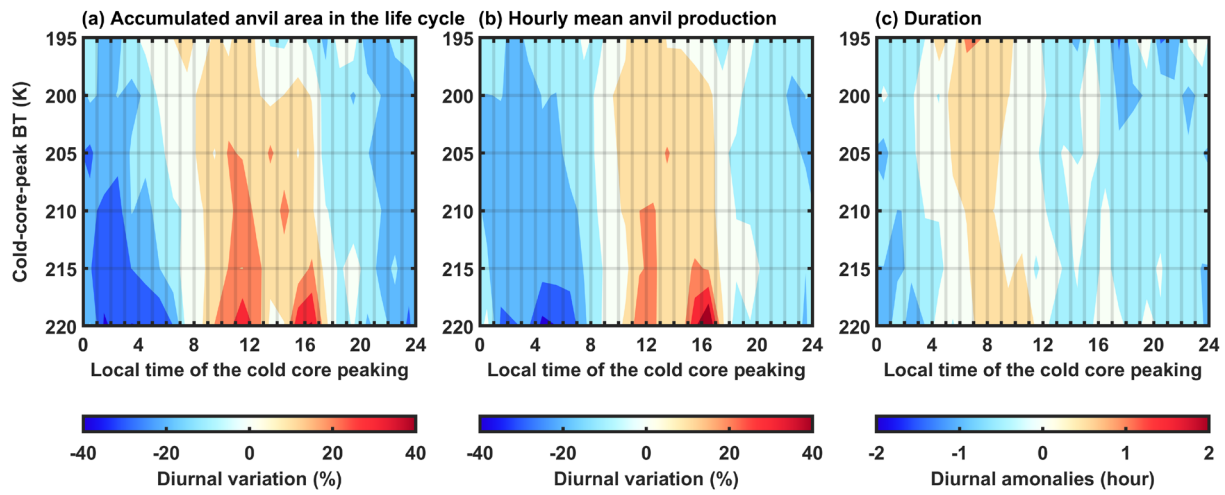 (a) Accumulated anvil area in the life cycle (b) Hourly mean anvil production (c) Duration
195 195 195
200 200 200
205 205 205
210 210 210
215 215 215
220 220 220
Cold-core-peak BT (K)
0 4 8 12 16 20 24 0 4 8 12 16 20 24 0 4 8 12 16 20 24
Local time of the cold core peaking Local time of the cold core peaking Local time of the cold core peaking
-40 -20 0 20 40 -40 -20 0 20 40 -2 -1 0 1 2
Diurnal variation (%) Diurnal variation (%) Diurnal amonalies (hour)